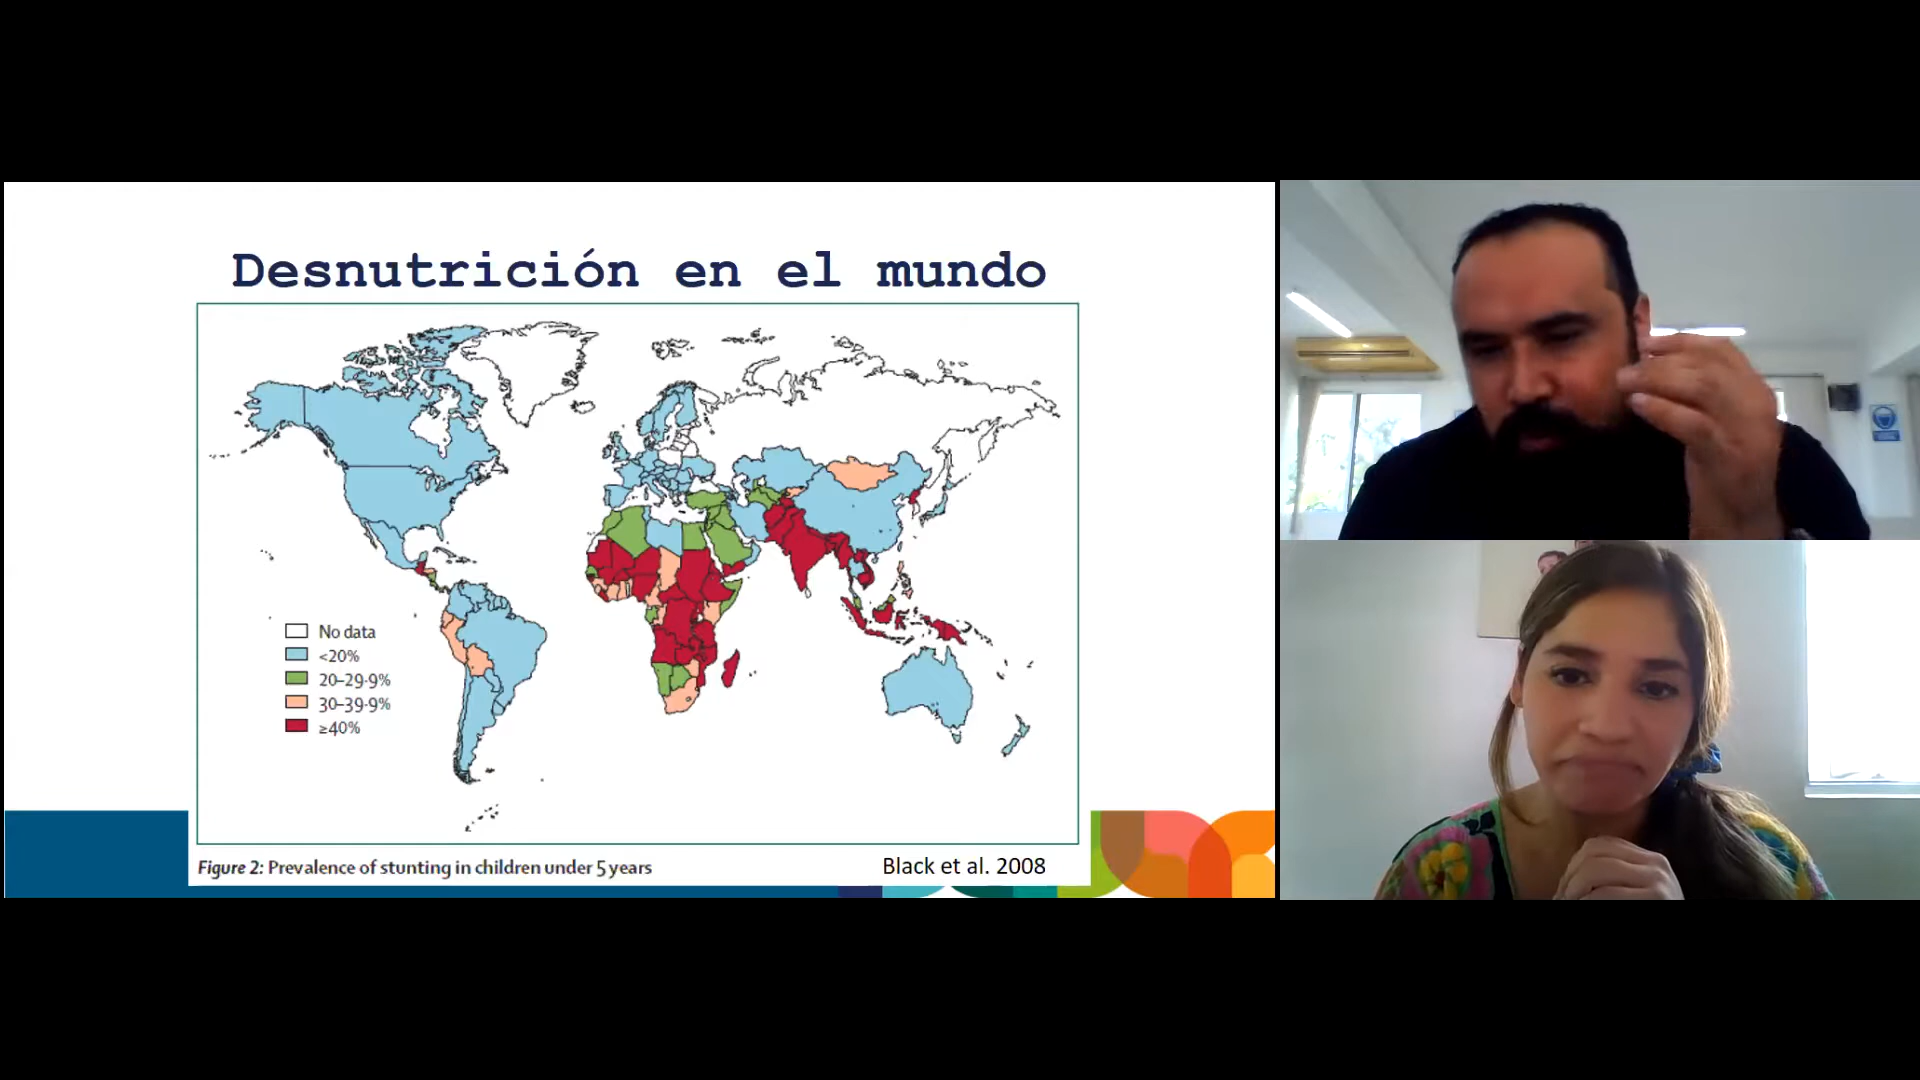 Desnutrición en el mundo
No data
<20%
20–29·9%
30–39·9%
≥40%
Figure 2: Prevalence of stunting in children under 5 years
Black et al. 2008